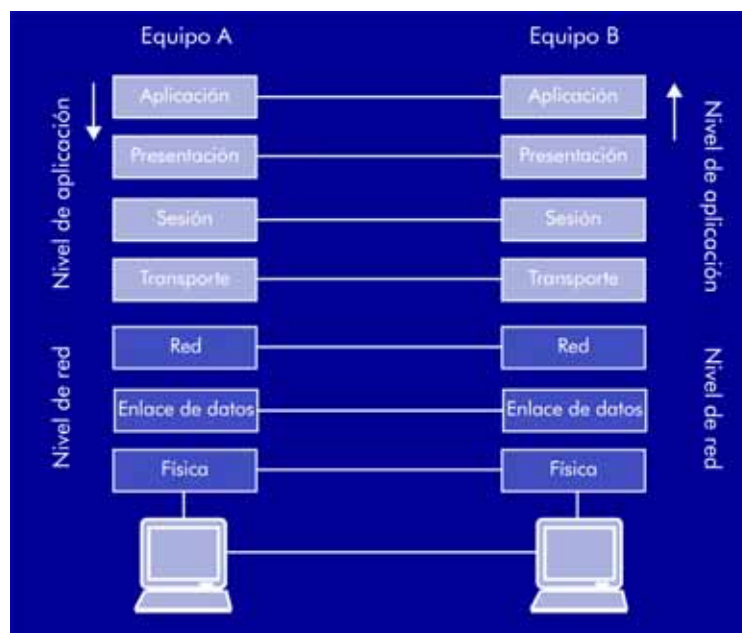 Equipo A
Equipo B
Aplicación
Aplicación
Presentación
Presentación
Sesión
Sesión
Transporte
Transporte
Red
Red
Enlace de datos
Enlace de datos
Física
Física
Nivel de aplicación
Nivel de red
Nivel de aplicación
Nivel de red